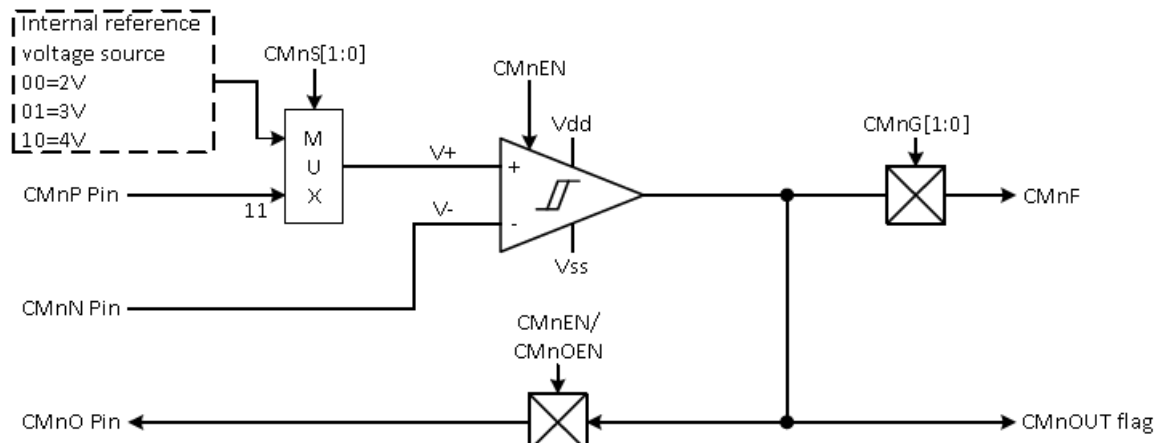 Internal reference
voltage source
00=2V
01=3V
10=4V
CMnS[1:0]
CMnEN
CMnG[1:0]
M
U
X
Vdd
V+
+
CMnP Pin
11
V-
-
CMnF
Vss
CMnN Pin
CMnEN/
CMnOEN
CMnO Pin
CMnOUT flag